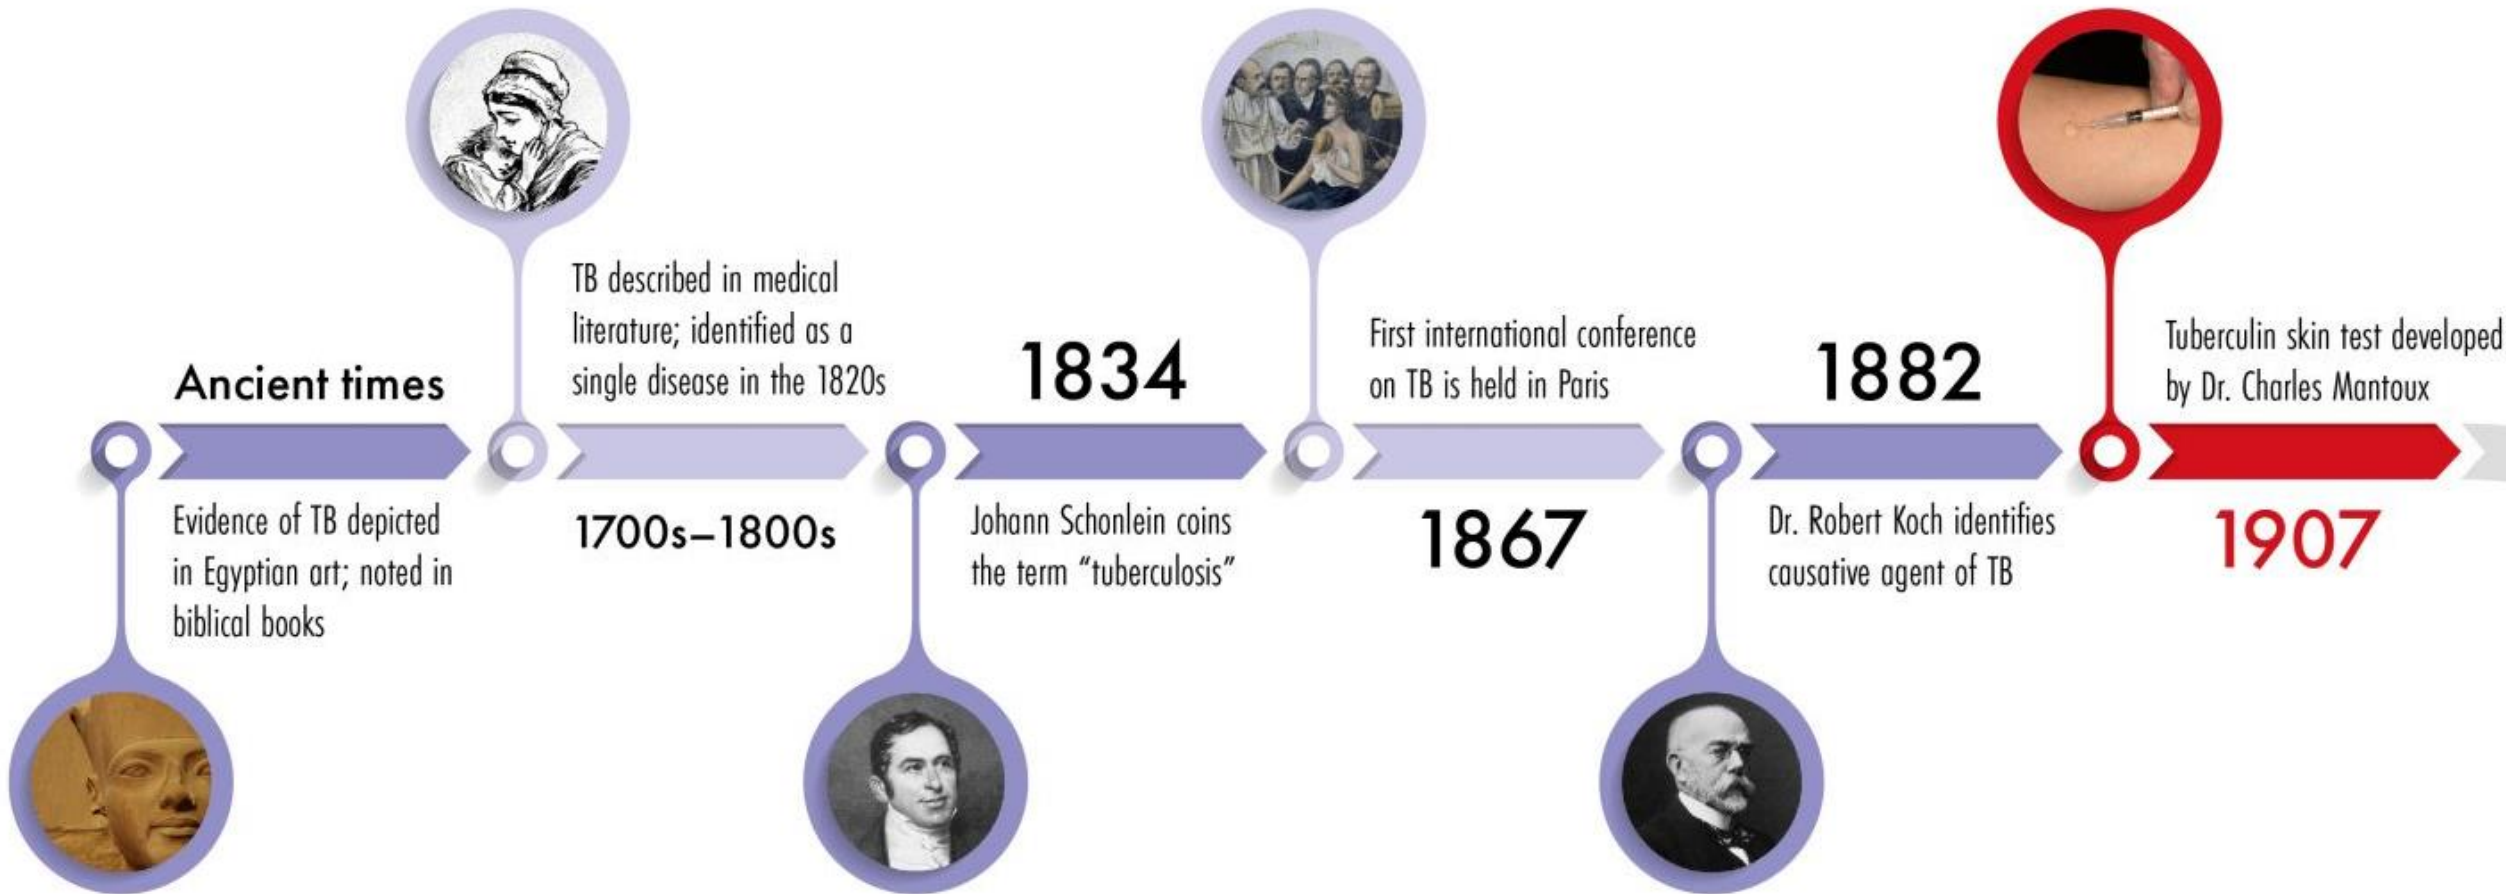 Ancient times
Evidence of TB depicted
in Egyptian art; noted in
biblical books
TB described in medical
literature; identified as a
single disease in the 1820s
1700s–1800s
1834
Johann Schonlein coins
the term “tuberculosis”
First international conference
on TB is held in Paris
1867
1882
Dr. Robert Koch identifies
causative agent of TB
Tuberculin skin test developed
by Dr. Charles Mantoux
1907